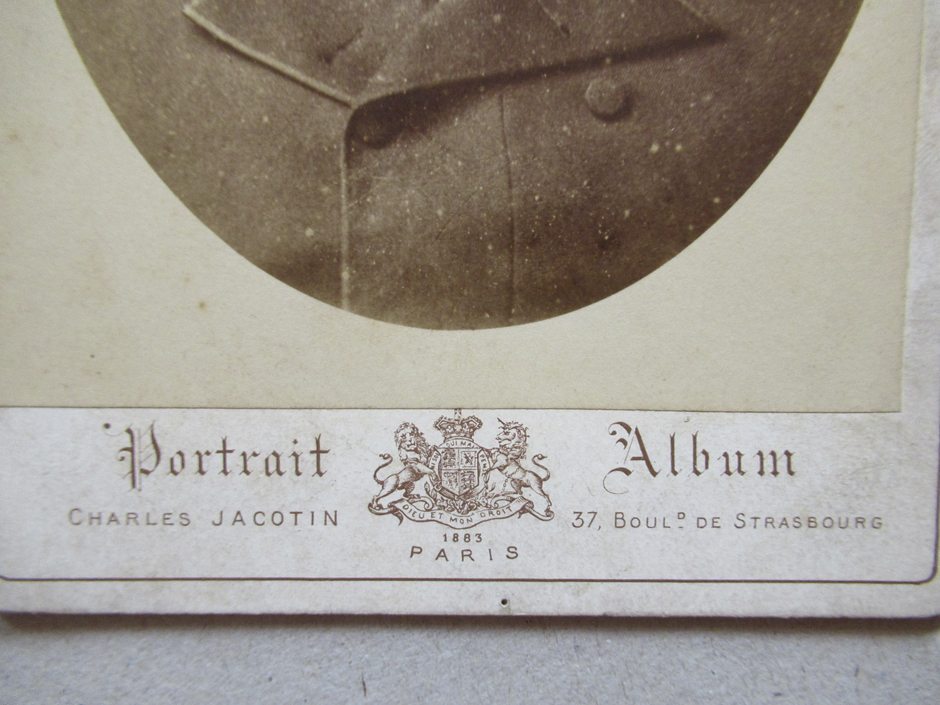 Portrait Album
CHARLES JACOTIN
DIEU ET MON DROIT
37, BOULD DE STRASBOURG
1883
PARIS